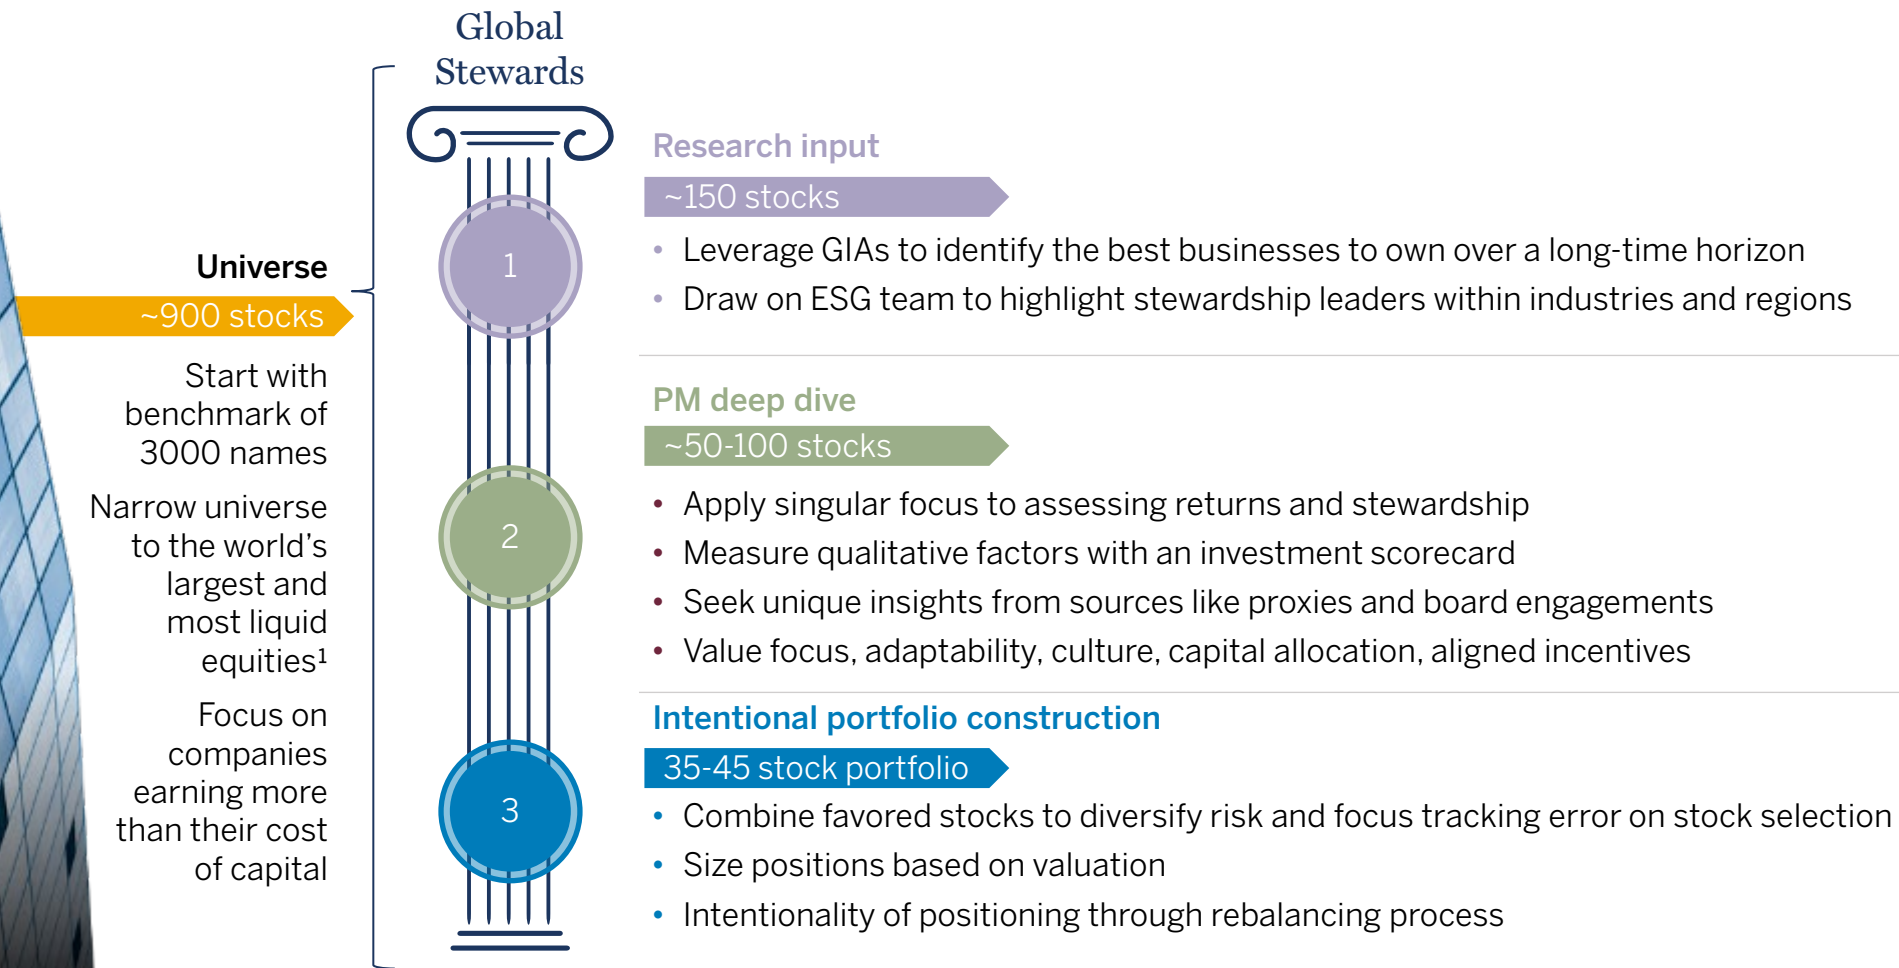 Global
Stewards
Universe
~900 stocks
Start with
benchmark of
3000 names
Narrow universe
to the world's
largest and
most liquid
equities¹
Focus on
companies
earning more
than their cost
of capital
1
Research input
~150 stocks
• Leverage GIAs to identify the best businesses to own over a long-time horizon
• Draw on ESG team to highlight stewardship leaders within industries and regions
2
PM deep dive
~50-100 stocks
• Apply singular focus to assessing returns and stewardship
• Measure qualitative factors with an investment scorecard
• Seek unique insights from sources like proxies and board engagements
• Value focus, adaptability, culture, capital allocation, aligned incentives
3
Intentional portfolio construction
35-45 stock portfolio
• Combine favored stocks to diversify risk and focus tracking error on stock selection
• Size positions based on valuation
• Intentionality of positioning through rebalancing process